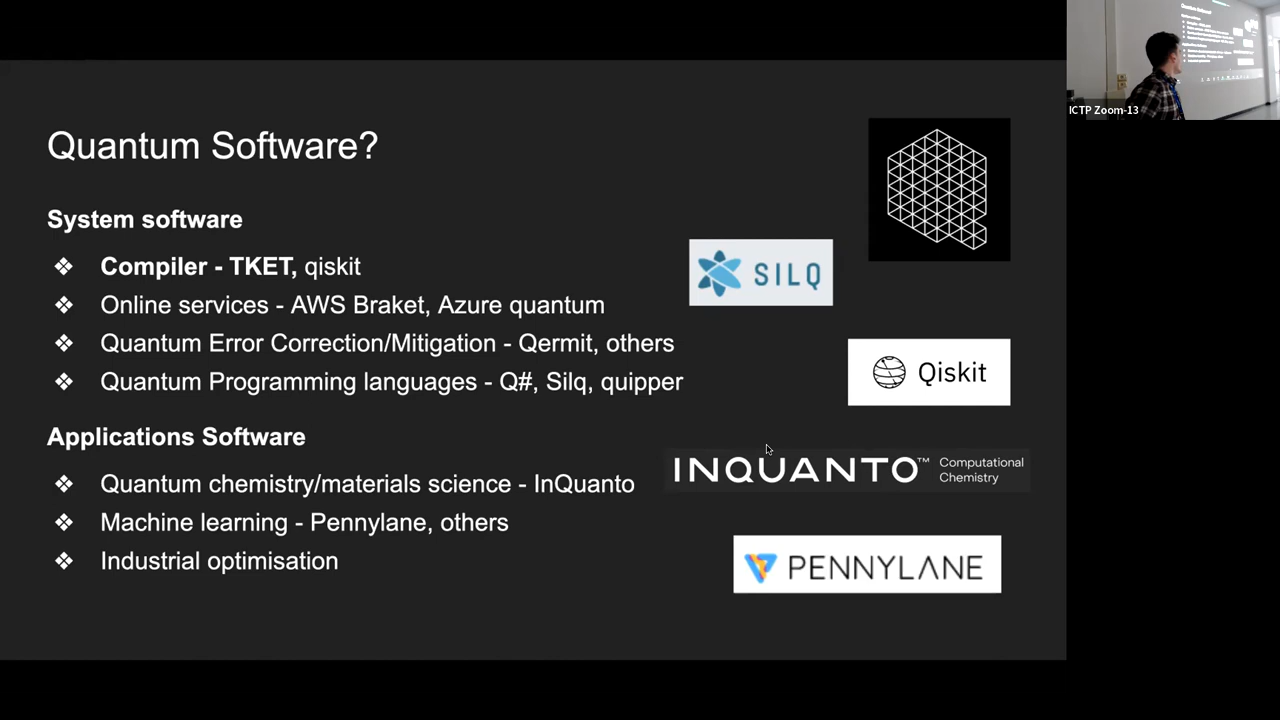 ICTP Zoom-13
Quantum Software?
System software
❖ Compiler - TKET, qiskit
❖ Online services - AWS Braket, Azure quantum
❖ Quantum Error Correction/Mitigation - Qermit, others
❖ Quantum Programming languages - Q#, Silq, quipper
SILQ
Qiskit
Applications Software
❖ Quantum chemistry/materials science - InQuanto
❖ Machine learning - Pennylane, others
❖ Industrial optimisation
INQUANTO™ Computational
Chemistry
PENNYLANE